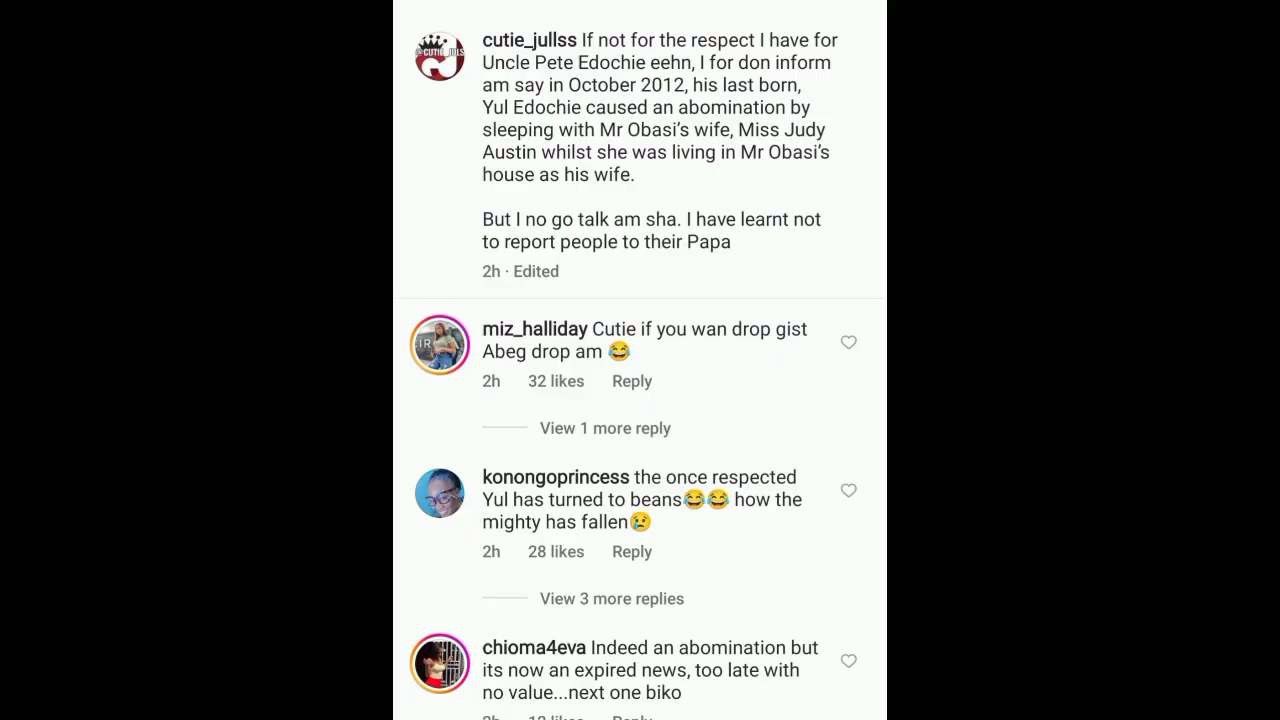 cutie_jullss If not for the respect I have for
Uncle Pete Edochie eehn, I for don inform
am say in October 2012, his last born,
Yul Edochie caused an abomination by
sleeping with Mr Obasi’s wife, Miss Judy
Austin whilst she was living in Mr Obasi’s
house as his wife.
But I no go talk am sha. I have learnt not
to report people to their Papa
2h · Edited
miz_halliday Cutie if you wan drop gist
Abeg drop am 😂
2h 32 likes Reply
View 1 more reply
konongoprincess the once respected
Yul has turned to beans😂😂 how the
mighty has fallen😢
2h 28 likes Reply
View 3 more replies
chioma4eva Indeed an abomination but
its now an expired news, too late with
no value...next one biko